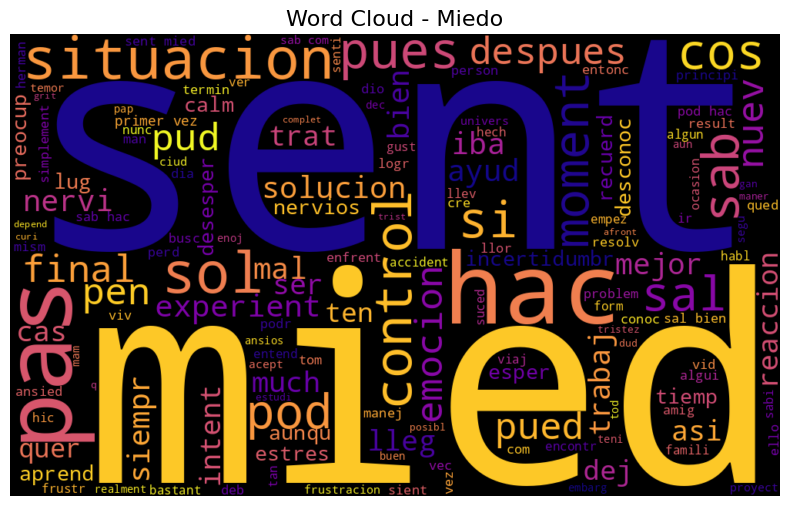 Word Cloud - Miedo
sent mied
situacion
pues
despues
cos
sab com
senti
person
entonc
principi
herman
temor
grit
pap
termin
ver
dio
dec
complet
primer vez
calm
preocup
simplement
nunc
man
pud
trat
bien
gust
univers
hech
iba
moment
recuerd
pod hac
algun
result
aun
nuev
sab
desconoc
ciud
dia
logr
ayud
ocasion
gan
maner
nervi
lug
desesper
solucion
nervios
llev
cre
si
empez
ir
qued
sab hac
trist
afront
resolv
sego
depend
curi
mism
busc
enoj
perd
control
llor
habl
sent
final
sol
mal
enfrent
accident
incertidumbr
mejor
reaccion
pas
pen
ser
hac
problem
sal
viv
experient
ten
emocion
suced
form
conoc
sal bien
cas
podr
tristez
dud
ansied
mam
q
ansios
entend
acept
tom
viaj
vid
algui
much
esper
trabaj
tiemp
hic
siempr
intent
estudi
pod
manej
posibl
pued
amig
tod
ello sabi
quer
aunqu
lleg
com
teni
asi
aprend
estres
buen
encontr
famili
vec
vez
dej
frustr
realment
bastant
deb
tan
frustracion
sient
embarg
proyect
mied